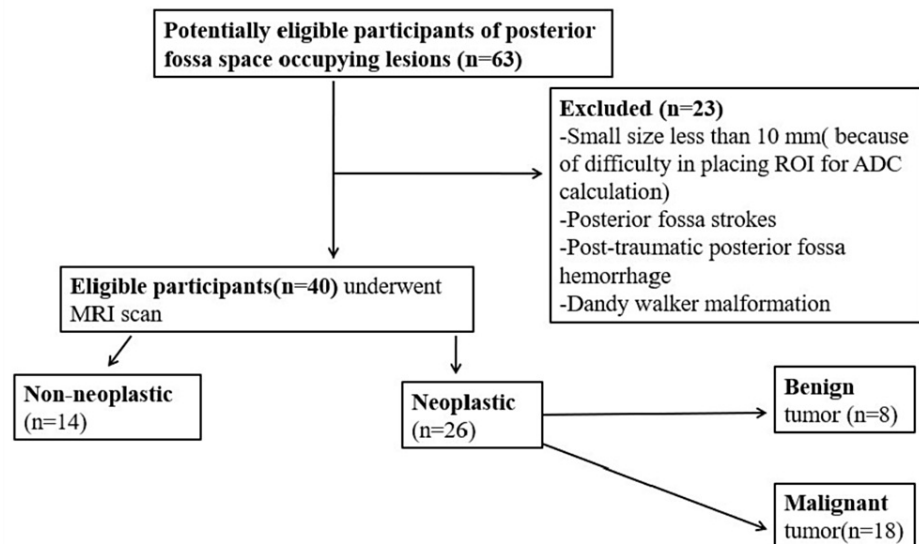 Potentially eligible participants of posterior
fossa space occupying lesions (n=63)
Excluded (n=23)
-Small size less than 10 mm( because
of difficulty in placing ROI for ADC
calculation)
-Posterior fossa strokes
-Post-traumatic posterior fossa
hemorrhage
-Dandy walker malformation
Eligible participants(n=40) underwent
MRI scan
Non-neoplastic
(n=14)
Neoplastic
(n=26)
Benign
tumor (n=8)
Malignant
tumor(n=18)